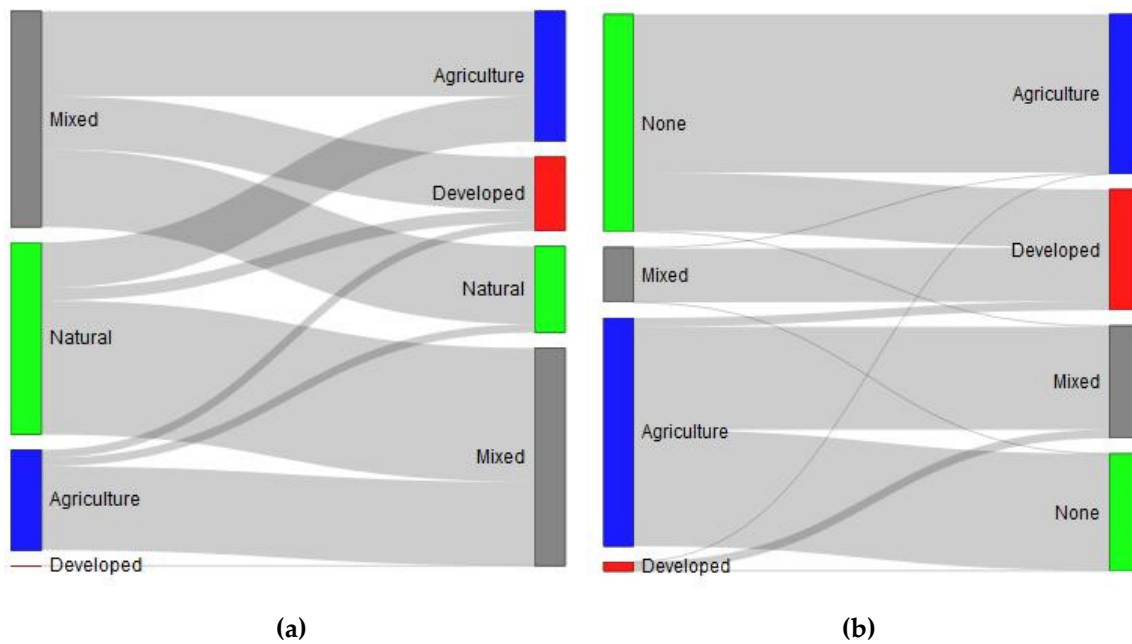 Mixed
Natural
Agriculture
Developed
Agriculture
Developed
Natural
Mixed
(a)
None
Mixed
Agriculture
Developed
Agriculture
Developed
Mixed
None
(b)